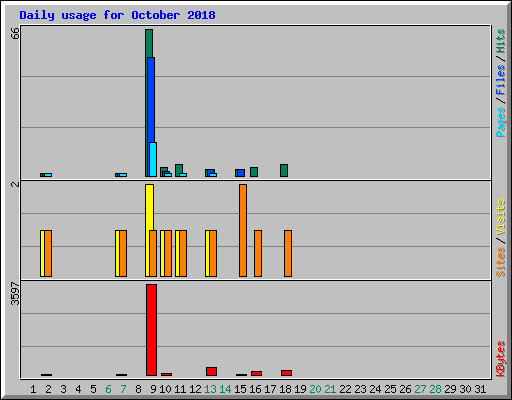 Daily usage for October 2018
66
2
3597
Pages / Files / Hits
Sites / Visits
KBytes
1 2 3 4 5 6 7 8 9 10 11 12 13 14 15 16 17 18 19 20 21 22 23 24 25 26 27 28 29 30 31